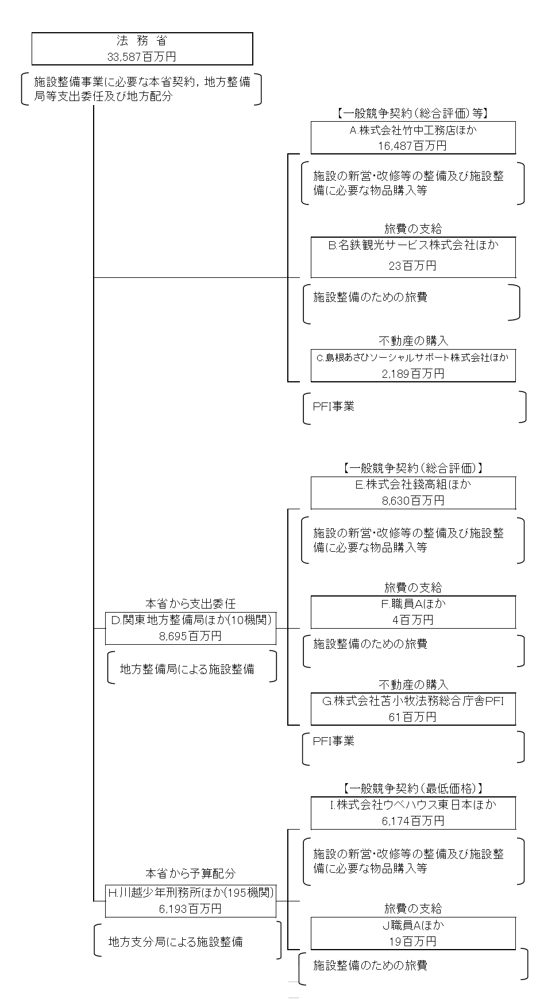 法　務　省
33,587百万円
施設整備事業に必要な本省契約，地方整備
局等支出委任及び地方配分
【一般競争契約（総合評価）等】
A.株式会社竹中工務店ほか
16,487百万円
施設の新営・改修等の整備及び施設整
備に必要な物品購入等
旅費の支給
B.名鉄観光サービス株式会社ほか
23百万円
施設整備のための旅費
不動産の購入
C.島根あさひソーシャルサポート株式会社ほか
2,189百万円
PFI事業
【一般競争契約（総合評価）】
E.株式会社錢高組ほか
8,630百万円
施設の新営・改修等の整備及び施設整
備に必要な物品購入等
本省から支出委任
D.関東地方整備局ほか(10機関)
8,695百万円
地方整備局による施設整備
旅費の支給
F.職員Aほか
4百万円
施設整備のための旅費
不動産の購入
G.株式会社苫小牧法務総合庁舎PFI
61百万円
PFI事業
【一般競争契約（最低価格）】
I.株式会社ウベハウス東日本ほか
6,174百万円
施設の新営・改修等の整備及び施設整
備に必要な物品購入等
本省から予算配分
H.川越少年刑務所ほか(195機関)
6,193百万円
地方支分局による施設整備
旅費の支給
J職員Aほか
19百万円
施設整備のための旅費